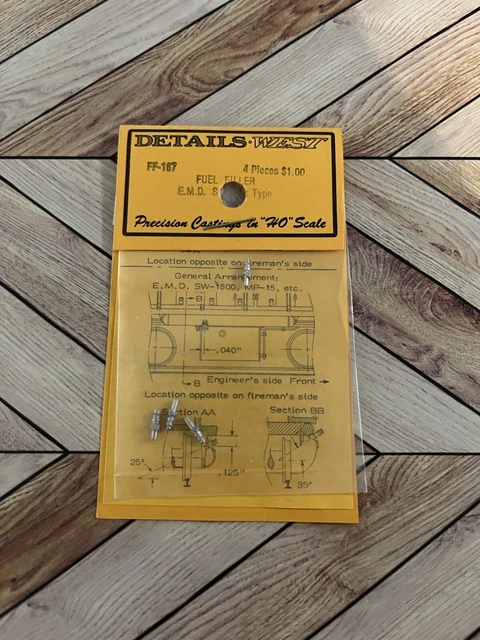 DETAILS·WEST
FF-167 4 Pieces $1.00
FUEL FILLER
E.M.D. Type
Precision Castings in "HO" Scale
Location opposite on fireman's side
General Arrangement:
E.M.D. SW-1500, MP-15, etc.
B
.040"
B Engineer's side Front
Location opposite on fireman's side
Section AA Section BB
25° .125" 35°